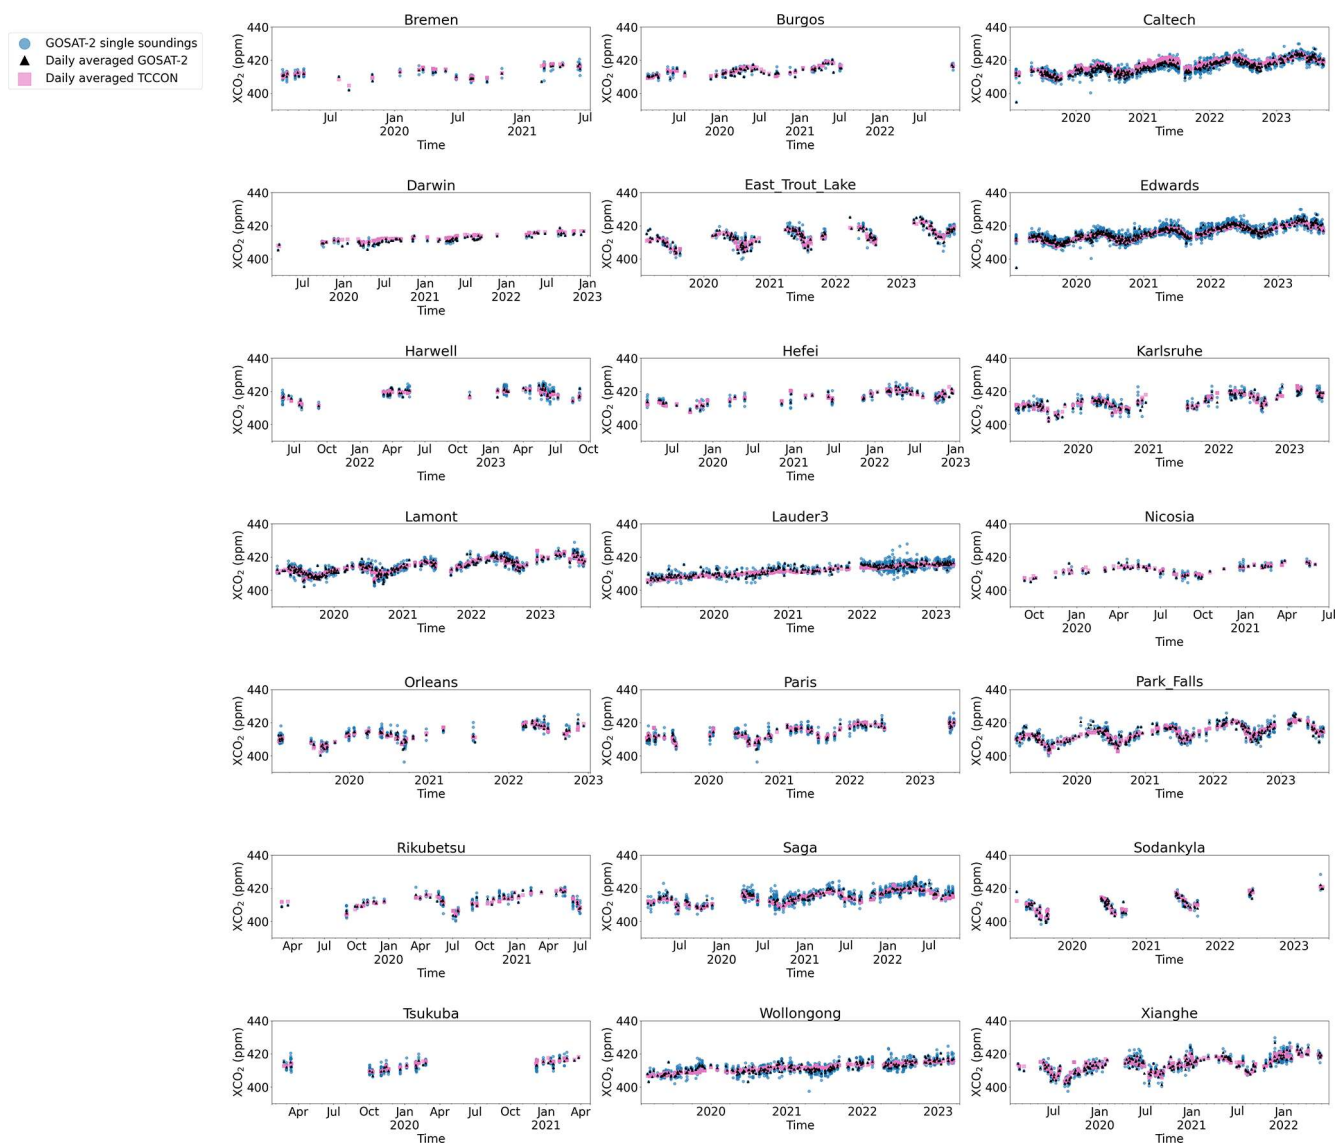 GOSAT-2 single soundings
Daily averaged GOSAT-2
Daily averaged TCCON
Bremen
XCO₂ (ppm)
440
420
400
Jul
Jan
2020
Jul
Jan
2021
Jul
Time
Burgos
XCO₂ (ppm)
440
420
400
Jul
Jan
2020
Jul
Jan
2021
Jul
Jan
2022
Jul
Time
Caltech
XCO₂ (ppm)
440
420
400
2020
2021
2022
2023
Time
Darwin
XCO₂ (ppm)
440
420
400
Jul
Jan
2020
Jul
Jan
2021
Jul
Jan
2022
Jul
Jan
2023
Time
East_Trout_Lake
XCO₂ (ppm)
440
420
400
2020
2021
2022
2023
Time
Edwards
XCO₂ (ppm)
440
420
400
2020
2021
2022
2023
Time
Harwell
XCO₂ (ppm)
440
420
400
Jul
Oct
Jan
2022
Apr
Jul
Oct
Jan
2023
Apr
Jul
Oct
Time
Hefei
XCO₂ (ppm)
440
420
400
Jul
Jan
2020
Jul
Jan
2021
Jul
Jan
2022
Jul
Jan
2023
Time
Karlsruhe
XCO₂ (ppm)
440
420
400
2020
2021
2022
2023
Time
Lamont
XCO₂ (ppm)
440
420
400
2020
2021
2022
2023
Time
Lauder3
XCO₂ (ppm)
440
420
400
2020
2021
2022
2023
Time
Nicosia
XCO₂ (ppm)
440
420
400
Oct
Jan
2020
Apr
Jul
Oct
Jan
2021
Apr
Jul
Time
Orleans
XCO₂ (ppm)
440
420
400
2020
2021
2022
2023
Time
Paris
XCO₂ (ppm)
440
420
400
2020
2021
2022
2023
Time
Park_Falls
XCO₂ (ppm)
440
420
400
2020
2021
2022
2023
Time
Rikubetsu
XCO₂ (ppm)
440
420
400
Apr
Jul
Oct
Jan
2020
Apr
Jul
Oct
Jan
2021
Apr
Jul
Time
Saga
XCO₂ (ppm)
440
420
400
Jul
Jan
2020
Jul
Jan
2021
Jul
Jan
2022
Jul
Time
Sodankyla
XCO₂ (ppm)
440
420
400
2020
2021
2022
2023
Time
Tsukuba
XCO₂ (ppm)
440
420
400
Apr
Jul
Oct
Jan
2020
Apr
Jul
Oct
Jan
2021
Apr
Time
Wollongong
XCO₂ (ppm)
440
420
400
2020
2021
2022
2023
Time
Xianghe
XCO₂ (ppm)
440
420
400
Jul
Jan
2020
Jul
Jan
2021
Jul
Jan
2022
Time